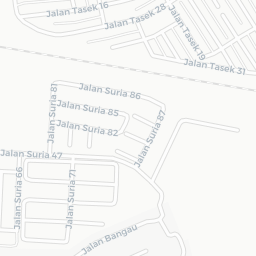 Jalan Tasek 16
Jalan Tasek 28
Jalan Tasek 19
Jalan Tasek 31
Jalan Suria 86
Jalan Suria 81
Jalan Suria 85
Jalan Suria 87
Jalan Suria 82
Jalan Suria 47
Jalan Suria 66
Jalan Suria 71
Jalan Bangau